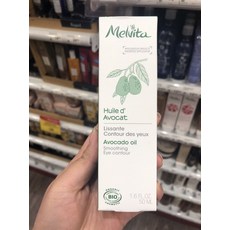 Melvita
Huile d'
Avocat
Lissante
Contour des yeux
Avocado oil
Smoothing
Eye contour
BIO